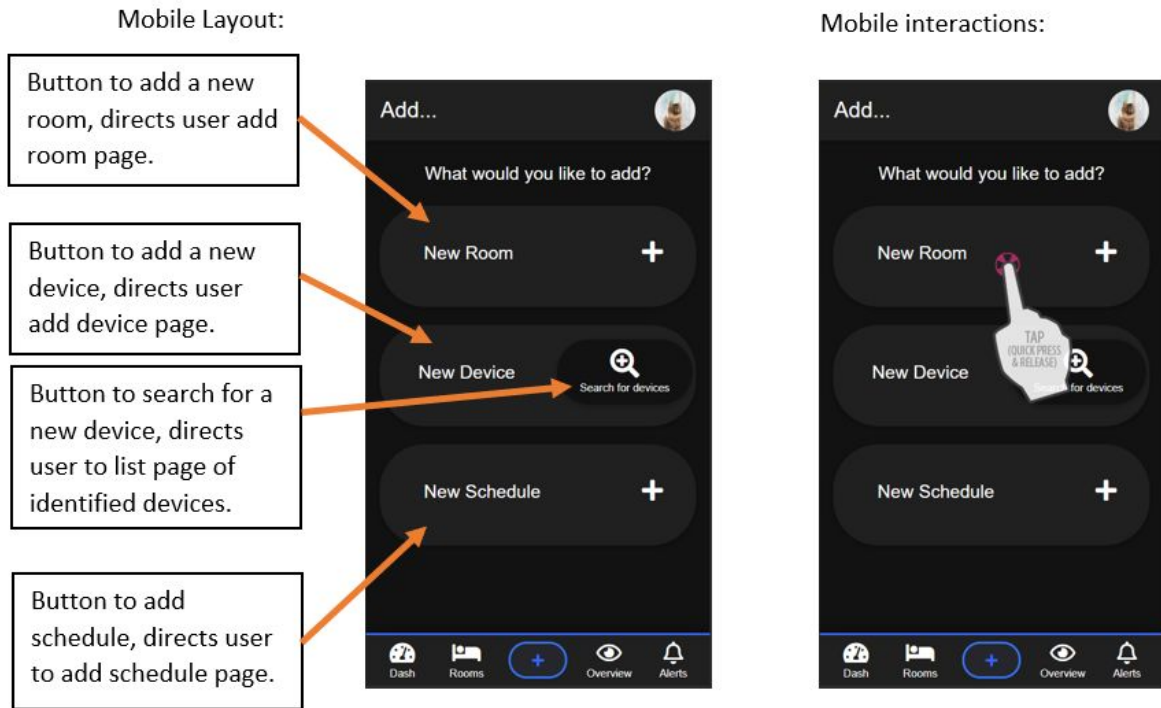 Mobile Layout:
Button to add a new
room, directs user add
room page.
Button to add a new
device, directs user
add device page.
Button to search for a
new device, directs
user to list page of
identified devices.
Button to add
schedule, directs user
to add schedule page.
Add...
What would you like to add?
New Room
New Device
Search for devices
New Schedule
Dash
Rooms
Overview
Alerts
Mobile interactions:
Add...
What would you like to add?
New Room
TAP
(QUICK PRESS
& RELEASE)
New Device
for devices
New Schedule
Dash
Rooms
Overview
Alerts